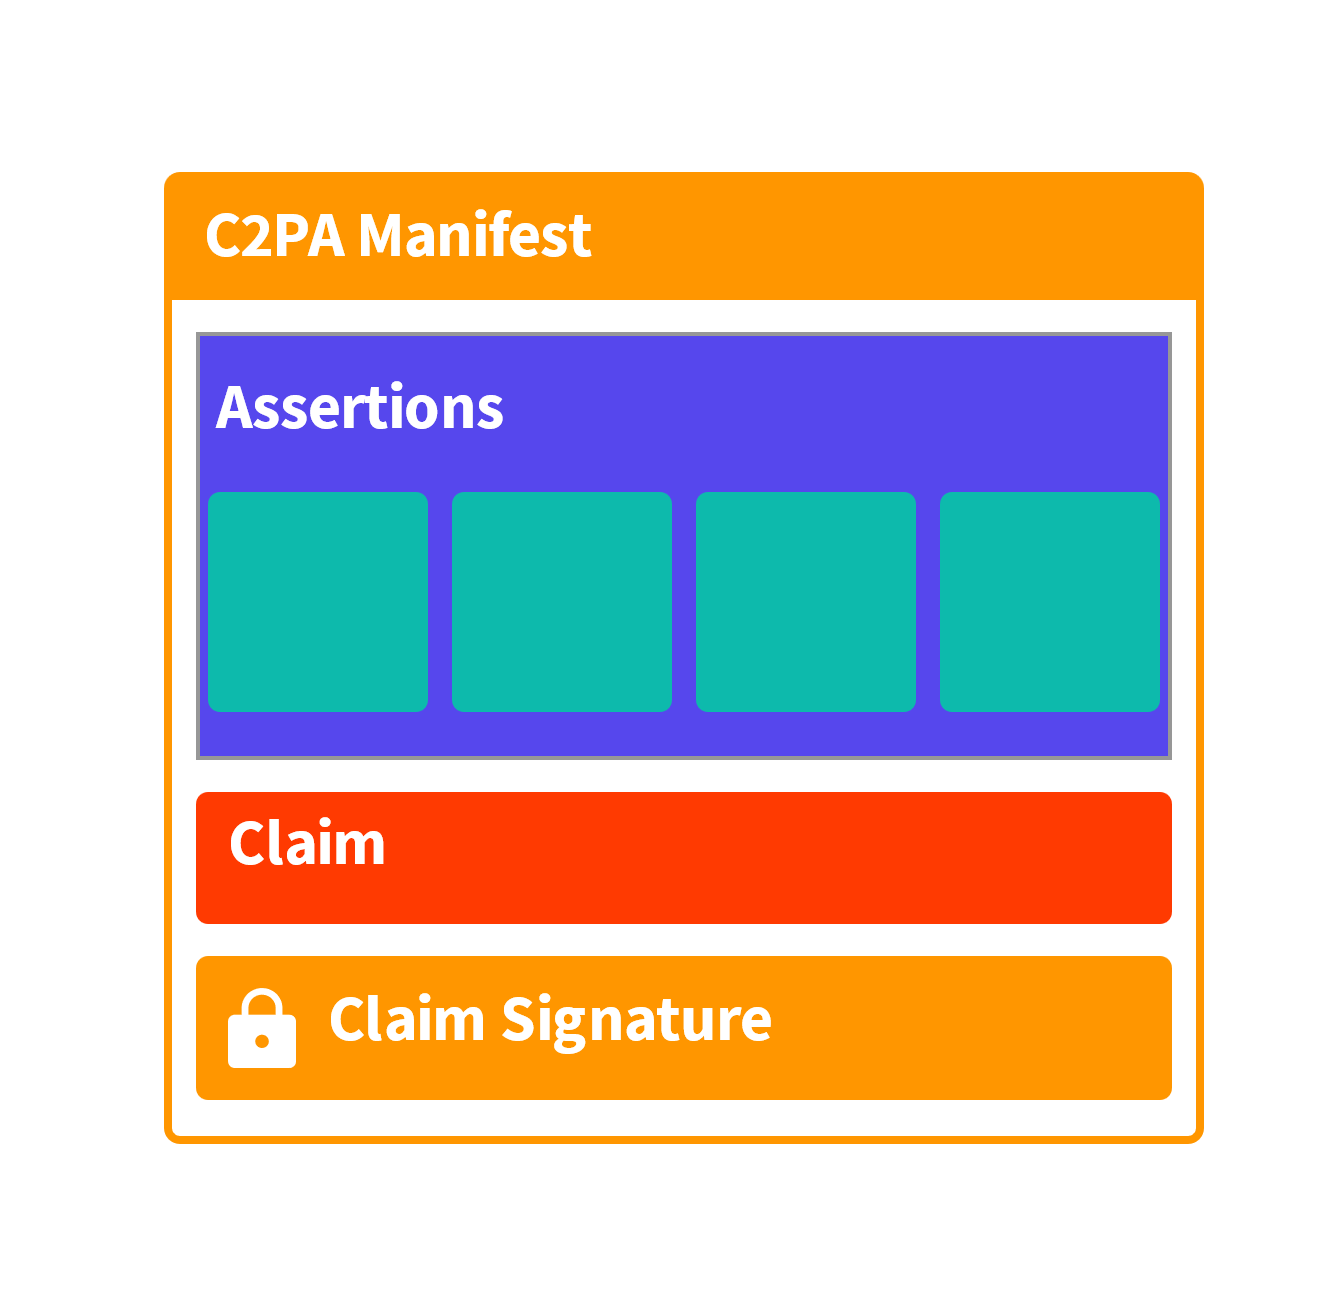 C2PA Manifest
Assertions
Claim
Claim Signature